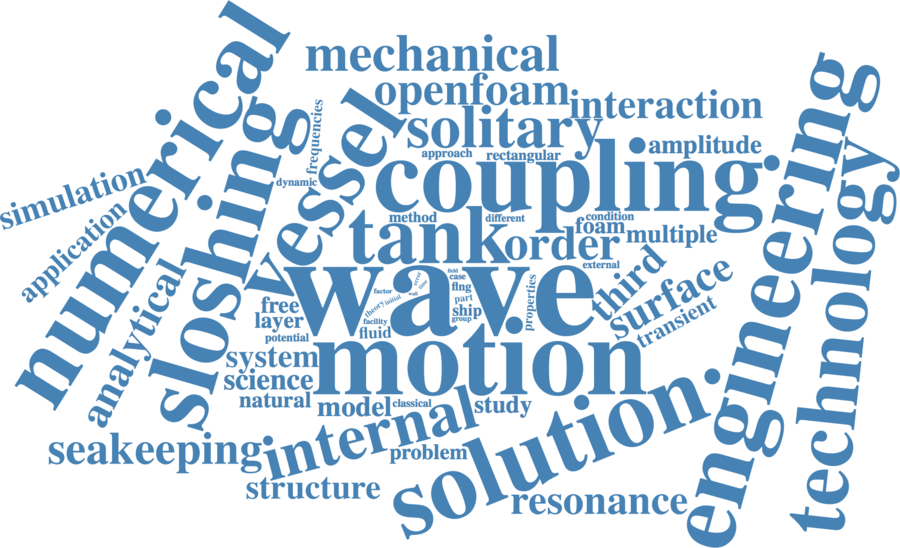 numerical
mechanical
openfoam
interaction
vessel
solitary
engineering
frequencies
amplitude
approach
rectangular
coupling
technology
simulation
sloshing
dynamic
application
method
different
condition
foam
multiple
tank
order
third
surface
external
wave
field
case
flng
part
ship
group
factor
theory
initial
error
time
wall
facility
fluid
properties
transient
analytical
free
layer
potential
motion
system
science
natural
model
classical
study
internal
solution
seakeeping
problem
structure
resonance